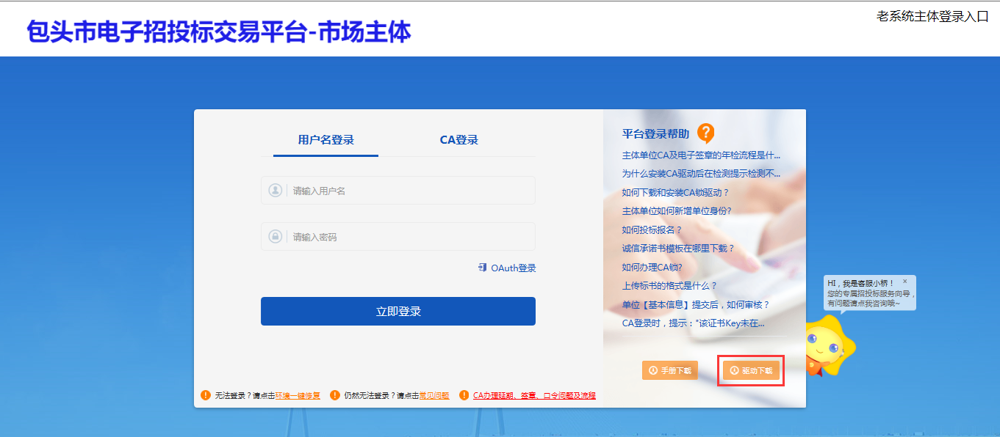 老系统主体登录入口
包头市电子招投标交易平台-市场主体
用户名登录
CA登录
请输入用户名
请输入密码
OAuth登录
立即登录
无法登录？请点击环境一键修复
仍然无法登录？请点击常见问题
CA办理延期、签章、口令问题及流程
平台登录帮助
主体单位CA及电子签章的年检流程是什...
为什么安装CA驱动后在检测提示检测不...
如何下载和安装CA锁驱动？
主体单位如何新增单位身份?
如何投标报名？
诚信承诺书模板在哪里下载？
如何办理CA锁?
上传标书的格式是什么？
单位【基本信息】提交后，如何审核？
CA登录时，提示："该证书Key未在...
手册下载
驱动下载
HI，我是客服小桥！
您的专属招投标服务向导，
有问题请点我咨询哦~